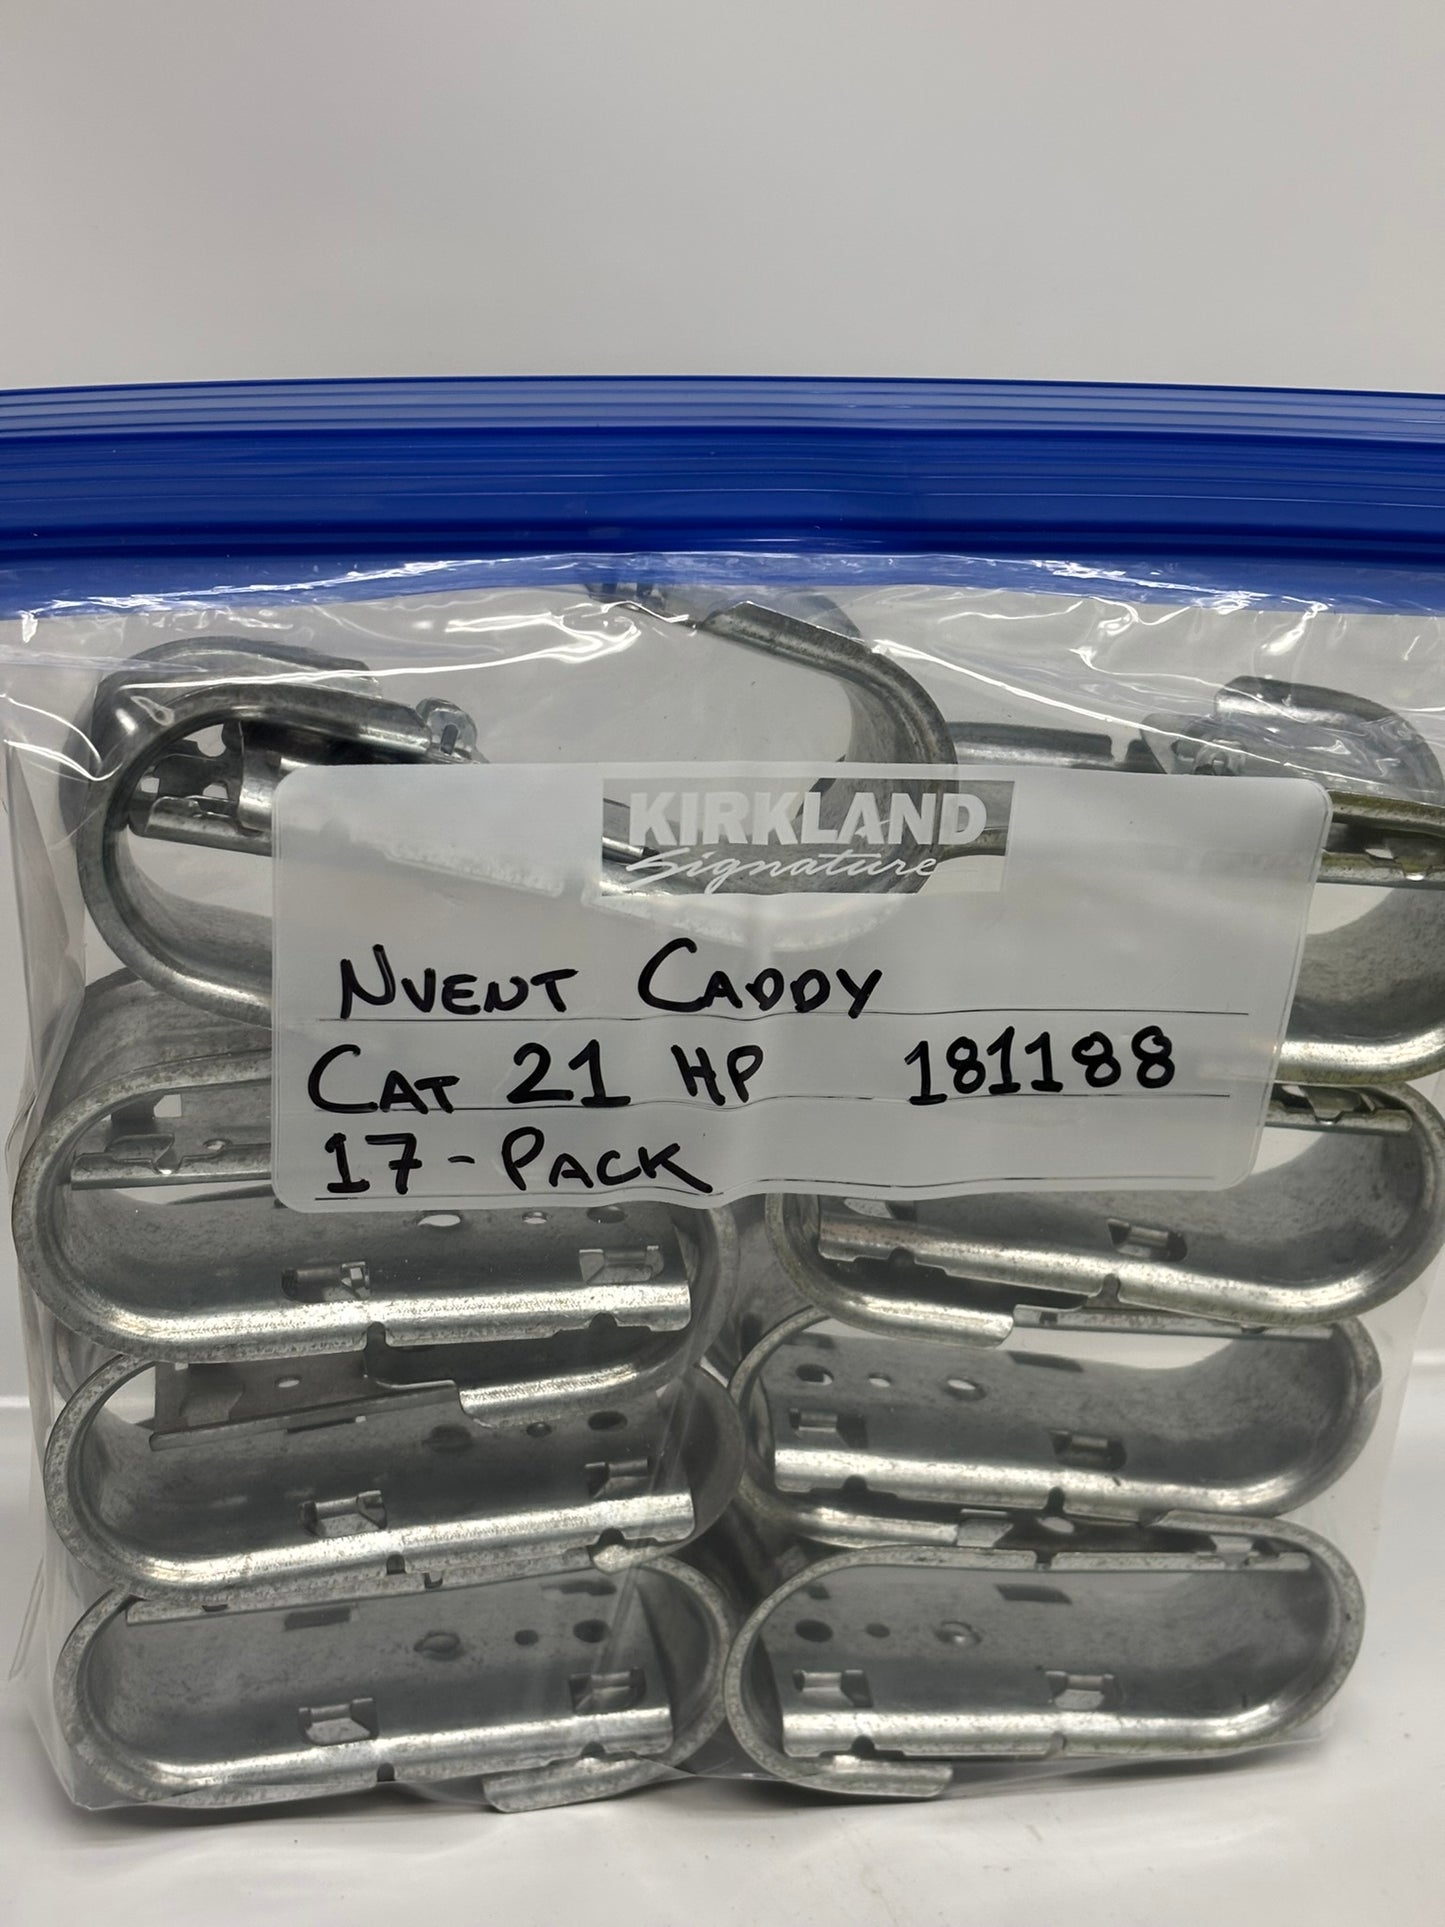 KIRKLAND
Signature
NVENT CADDY
CAT 21 HP 181188
17-PACK